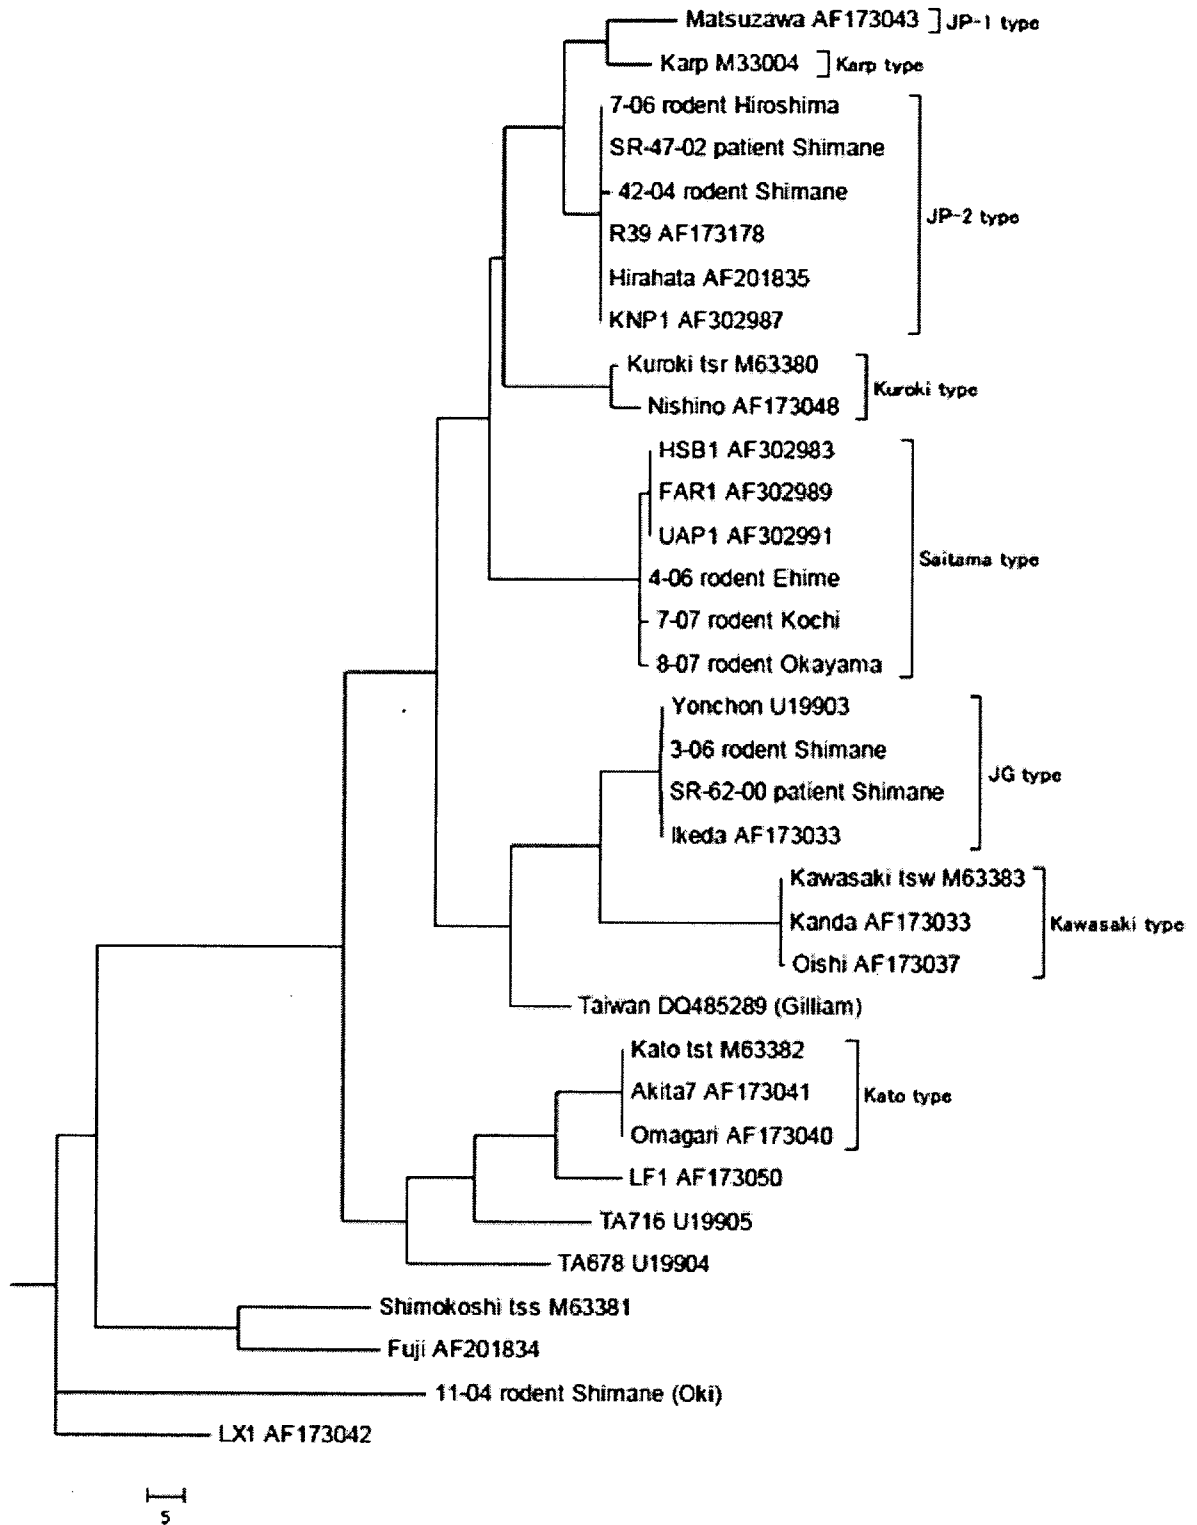 Matsuzawa AF173043 JP-1 type
Karp M33004 Karp type
7-06 rodent Hiroshima
SR-47-02 patient Shimane
42-04 rodent Shimane
JP-2 type
R39 AF173178
Hirahata AF201835
KNP1 AF302987
Kuroki tsr M63380
Kuroki type
Nishino AF173048
HSB1 AF302983
FAR1 AF302989
UAP1 AF302991
Saitama type
4-06 rodent Ehime
7-07 rodent Kochi
8-07 rodent Okayama
Yonchon U19903
3-06 rodent Shimane
JG type
SR-62-00 patient Shimane
Ikeda AF173033
Kawasaki tsw M63383
Kanda AF173033
Kawasaki type
Oishi AF173037
Taiwan DQ485289 (Gilliam)
Kato tst M63382
Akita7 AF173041
Kato type
Omagari AF173040
LF1 AF173050
TA716 U19905
TA678 U19904
Shimokoshi tss M63381
Fuji AF201834
11-04 rodent Shimane (Oki)
LX1 AF173042
5